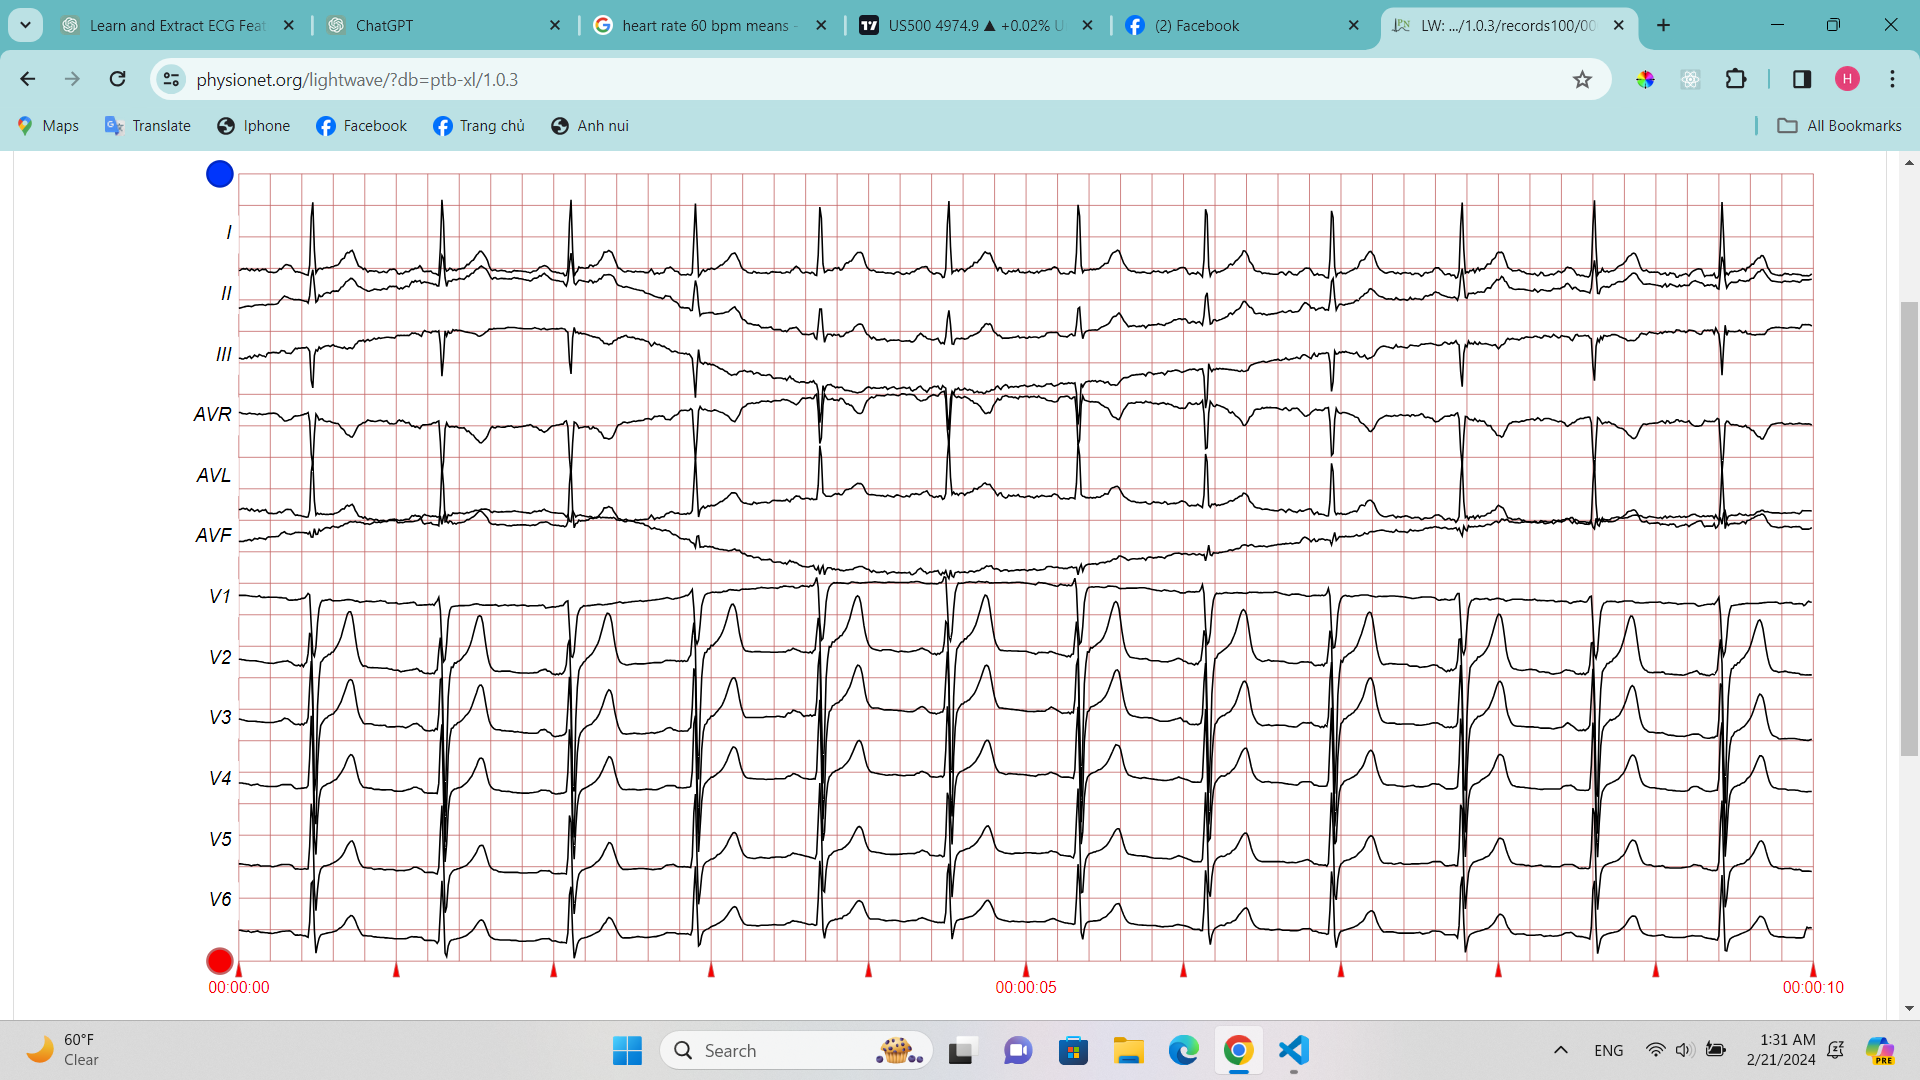 Learn and Extract ECG Feat
ChatGPT
heart rate 60 bpm means -
US500 4974.9 ▲ +0.02% U
(2) Facebook
LW: .../1.0.3/records100/00
physionet.org/lightwave/?db=ptb-xl/1.0.3
H
Maps
Translate
Iphone
Facebook
Trang chủ
Anh nui
All Bookmarks
I
II
III
AVR
AVL
AVF
V1
V2
V3
V4
V5
V6
00:00:00
00:00:05
00:00:10
60°F
Clear
Search
ENG
1:31 AM
2/21/2024
PRE